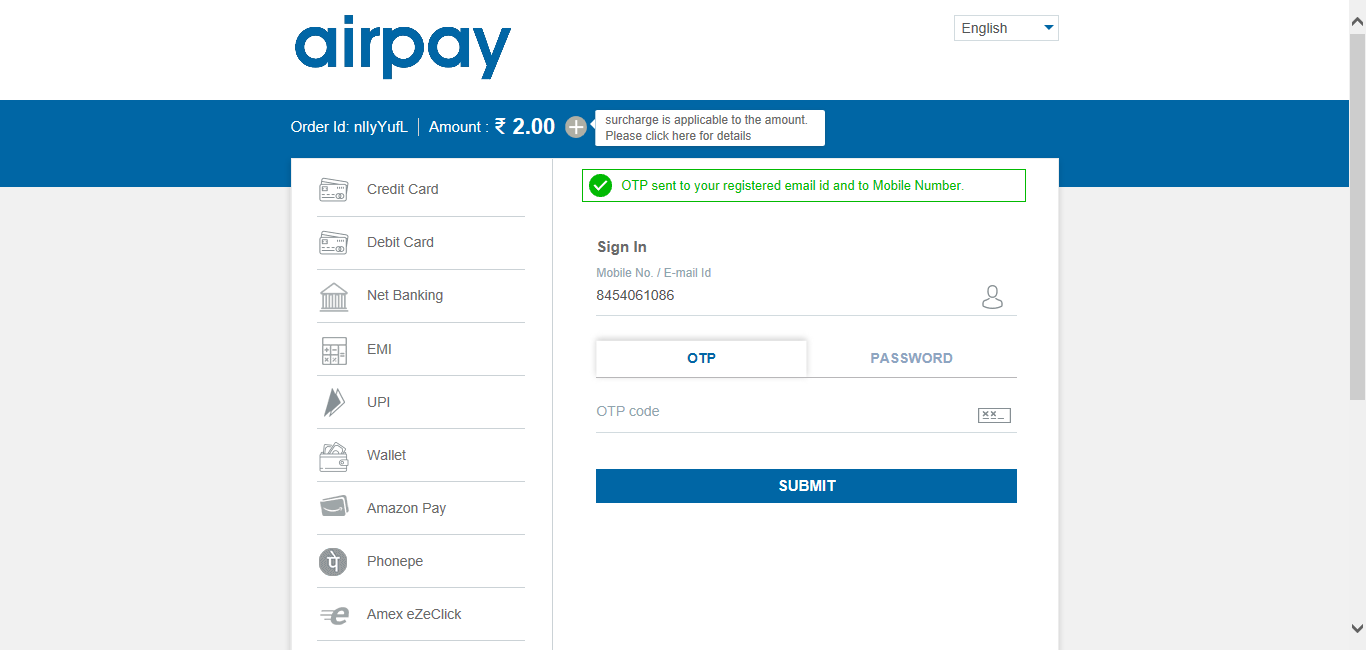 airpay
English
Order Id: nIlyYufL | Amount : ₹ 2.00
surcharge is applicable to the amount.
Please click here for details
Credit Card
Debit Card
Net Banking
EMI
UPI
Wallet
Amazon Pay
पे
Phonepe
Amex eZeClick
OTP sent to your registered email id and to Mobile Number.
Sign In
Mobile No. / E-mail Id
8454061086
OTP
PASSWORD
OTP code
SUBMIT